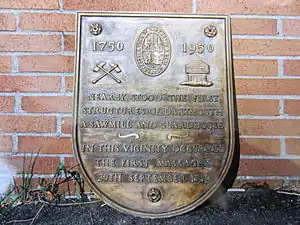 1750 1950
NEARBY STOOD THE FIRST
STRUCTURES OF DARTMOUTH
A SAWMILL AND GUARDHOUSE
IN THIS VICINITY OCCURRED
THE FIRST MASSACRE
30TH SEPTEMBER